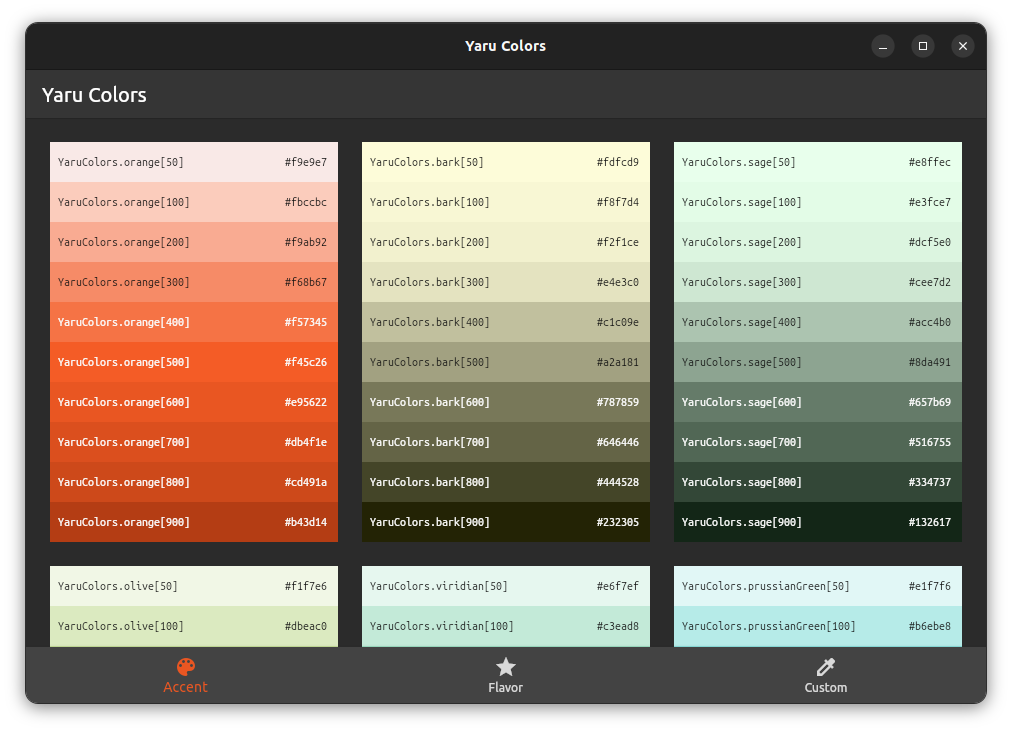 Yaru Colors
Yaru Colors
YaruColors.orange[50] #f9e9e7
YaruColors.orange[100] #fbccbc
YaruColors.orange[200] #f9ab92
YaruColors.orange[300] #f68b67
YaruColors.orange[400] #f57345
YaruColors.orange[500] #f45c26
YaruColors.orange[600] #e95622
YaruColors.orange[700] #db4f1e
YaruColors.orange[800] #cd491a
YaruColors.orange[900] #b43d14
YaruColors.bark[50] #fdfcd9
YaruColors.bark[100] #f8f7d4
YaruColors.bark[200] #f2f1ce
YaruColors.bark[300] #e4e3c0
YaruColors.bark[400] #c1c09e
YaruColors.bark[500] #a2a181
YaruColors.bark[600] #787859
YaruColors.bark[700] #646446
YaruColors.bark[800] #444528
YaruColors.bark[900] #232305
YaruColors.sage[50] #e8ffec
YaruColors.sage[100] #e3fce7
YaruColors.sage[200] #dcf5e0
YaruColors.sage[300] #cee7d2
YaruColors.sage[400] #acc4b0
YaruColors.sage[500] #8da491
YaruColors.sage[600] #657b69
YaruColors.sage[700] #516755
YaruColors.sage[800] #334737
YaruColors.sage[900] #132617
YaruColors.olive[50] #f1f7e6
YaruColors.olive[100] #dbeac0
YaruColors.viridian[50] #e6f7ef
YaruColors.viridian[100] #c3ead8
YaruColors.prussianGreen[50] #e1f7f6
YaruColors.prussianGreen[100] #b6ebe8
Accent
Flavor
Custom